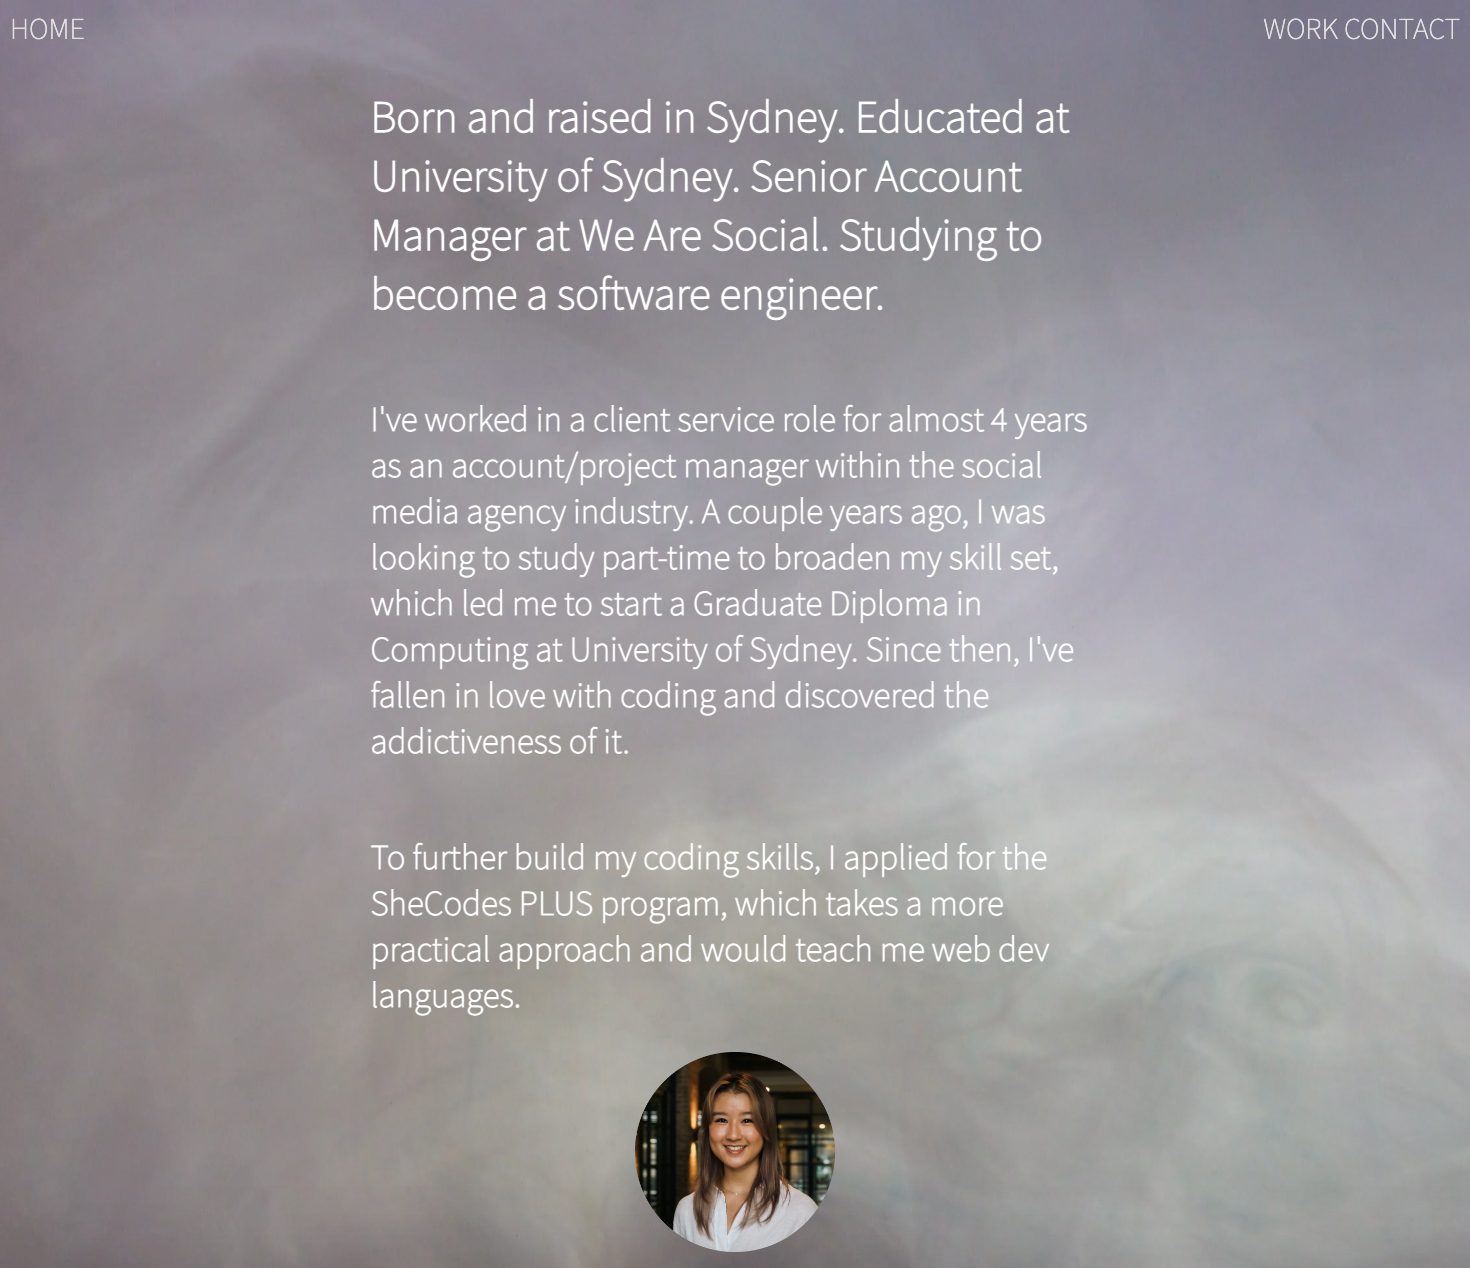 HOME
WORK CONTACT
Born and raised in Sydney. Educated at
University of Sydney. Senior Account
Manager at We Are Social. Studying to
become a software engineer.
I've worked in a client service role for almost 4 years
as an account/project manager within the social
media agency industry. A couple years ago, I was
looking to study part-time to broaden my skill set,
which led me to start a Graduate Diploma in
Computing at University of Sydney. Since then, I've
fallen in love with coding and discovered the
addictiveness of it.
To further build my coding skills, I applied for the
SheCodes PLUS program, which takes a more
practical approach and would teach me web dev
languages.